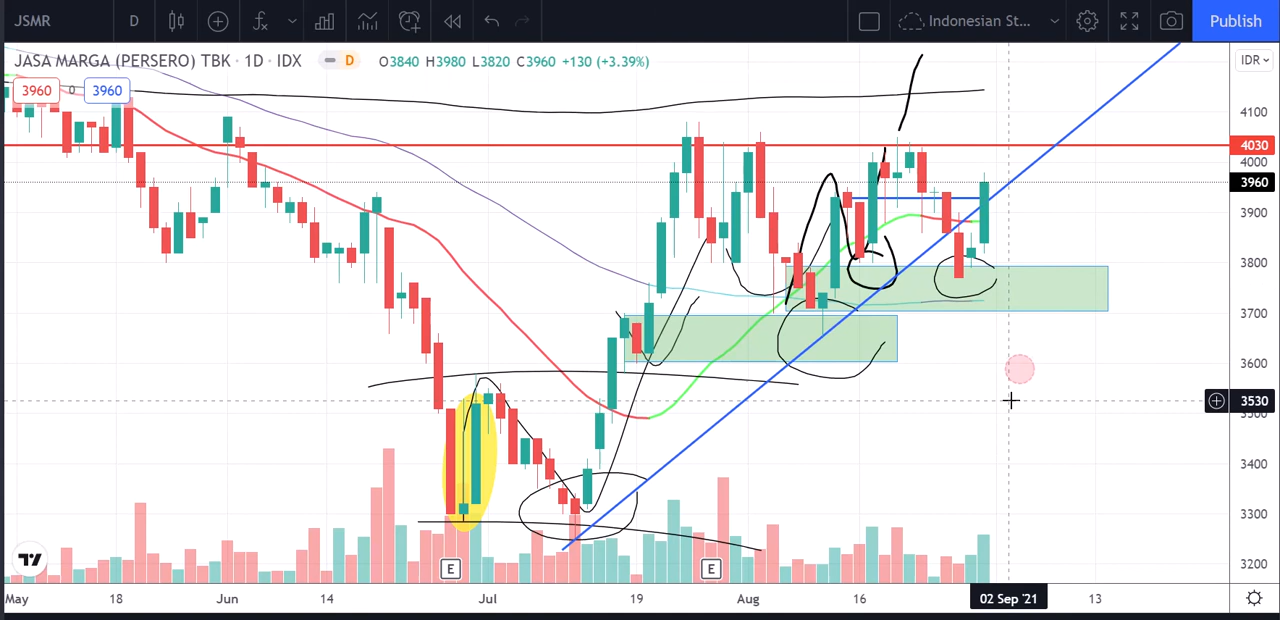 JSMR
D
Indonesian St...
Publish
JASA MARGA (PERSERO) TBK · 1D · IDX
D
O3840 H3980 L3820 C3960 +130 (+3.39%)
IDR
3960
0
3960
4100
4030
4000
3960
3900
3800
3700
3600
3530
3500
3400
3300
3200
E
E
May
18
Jun
14
Jul
19
Aug
16
02 Sep '21
13